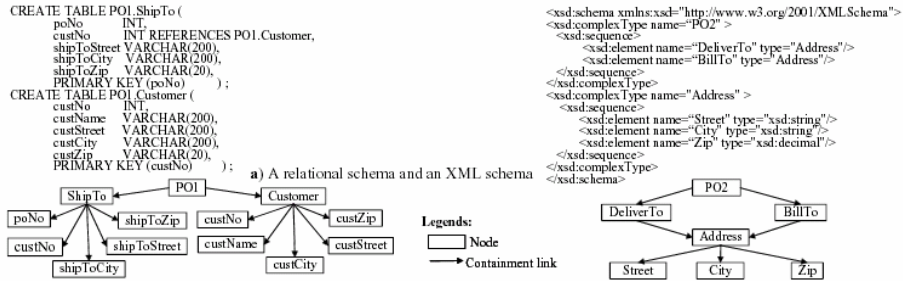 CREATE TABLE PO1.ShipTo (
poNo INT,
custNo INT REFERENCES PO1.Customer,
shipToStreet VARCHAR(200),
shipToCity VARCHAR(200),
shipToZip VARCHAR(20),
PRIMARY KEY (poNo) ) ;
CREATE TABLE PO1.Customer (
custNo INT,
custName VARCHAR(200),
custStreet VARCHAR(200),
custCity VARCHAR(200),
custZip VARCHAR(20),
PRIMARY KEY (custNo) ) ;
<xsd:schema xmlns:xsd="http://www.w3.org/2001/XMLSchema">
<xsd:complexType name="PO2" >
<xsd:sequence>
<xsd:element name="DeliverTo" type="Address"/>
<xsd:element name="BillTo" type="Address"/>
</xsd:sequence>
</xsd:complexType>
<xsd:complexType name="Address" >
<xsd:sequence>
<xsd:element name="Street" type="xsd:string"/>
<xsd:element name="City" type="xsd:string"/>
<xsd:element name="Zip" type="xsd:decimal"/>
</xsd:sequence>
</xsd:complexType>
</xsd:schema>
a) A relational schema and an XML schema
PO1
ShipTo
Customer
poNo
shipToZip
custNo
custZip
custNo
shipToStreet
custName
custStreet
shipToCity
custCity
Legends:
Node
Containment link
PO2
DeliverTo
BillTo
Address
Street
City
Zip